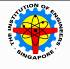 THE INSTITUTION OF ENGINEERS
SINGAPORE